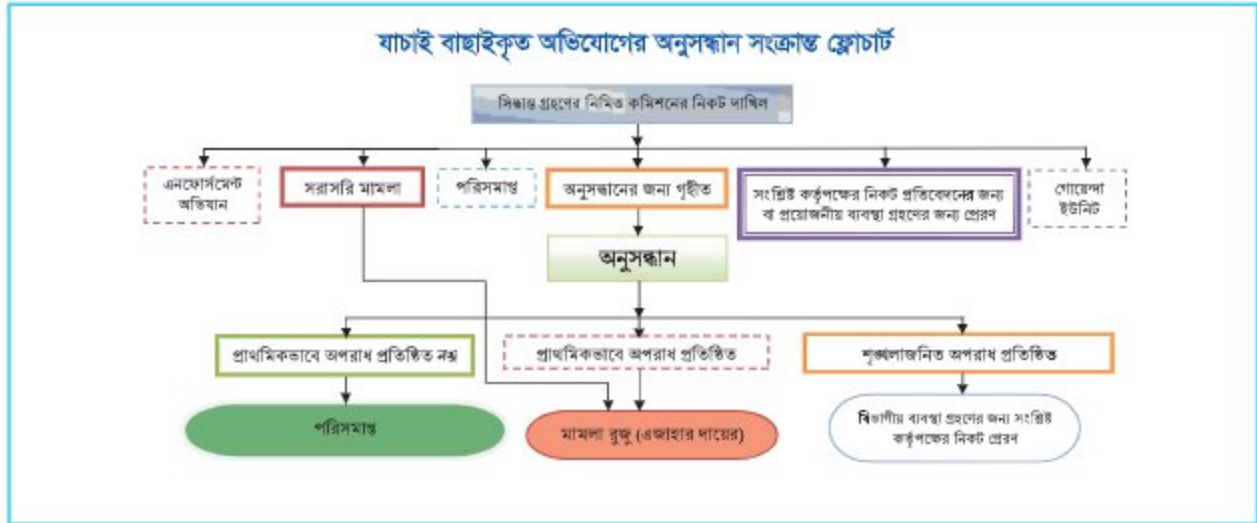 যাচাই বাছাইকৃত অভিযোগের অনুসন্ধান সংক্রান্ত ফ্লোচার্ট
সিদ্ধান্ত গ্রহণের নিমিত্ত কমিশনের নিকট দাখিল
এনফোর্সমেন্ট
অভিযান
সরাসরি মামলা
পরিসমাপ্ত
অনুসন্ধানের জন্য গৃহীত
সংশ্লিষ্ট কর্তৃপক্ষের নিকট প্রতিবেদনের জন্য
বা প্রয়োজনীয় ব্যবস্থা গ্রহণের জন্য প্রেরণ
গোয়েন্দা
ইউনিট
অনুসন্ধান
প্রাথমিকভাবে অপরাধ প্রতিষ্ঠিত নয়
প্রাথমিকভাবে অপরাধ প্রতিষ্ঠিত
শৃঙ্খলাজনিত অপরাধ প্রতিষ্ঠিত
পরিসমাপ্ত
মামলা রুজু (এজাহার দায়ের)
বিভাগীয় ব্যবস্থা গ্রহণের জন্য সংশ্লিষ্ট
কর্তৃপক্ষের নিকট প্রেরণ